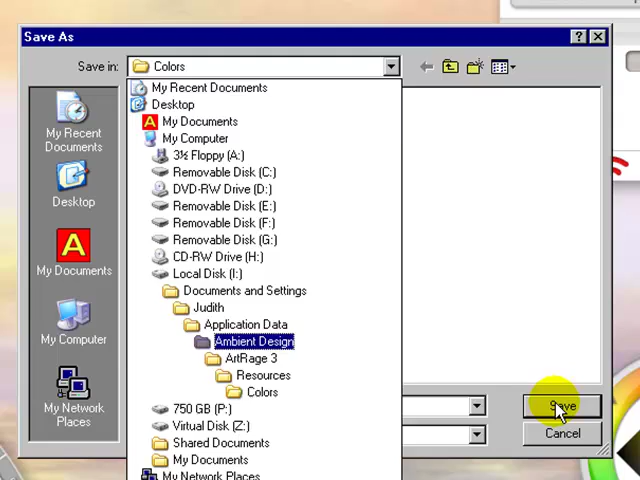 Save As
Save in:
Colors
My Recent Documents
Desktop
My Documents
My Computer
3½ Floppy (A:)
Removable Disk (C:)
DVD-RW Drive (D:)
Removable Disk (E:)
Removable Disk (F:)
Removable Disk (G:)
CD-RW Drive (H:)
Local Disk (I:)
Documents and Settings
Judith
Application Data
Ambient Design
ArtRage 3
Resources
Colors
750 GB (P:)
Virtual Disk (Z:)
Shared Documents
My Documents
My Network Places
My Recent
Documents
Desktop
My Documents
My Computer
My Network
Places
Save
Cancel